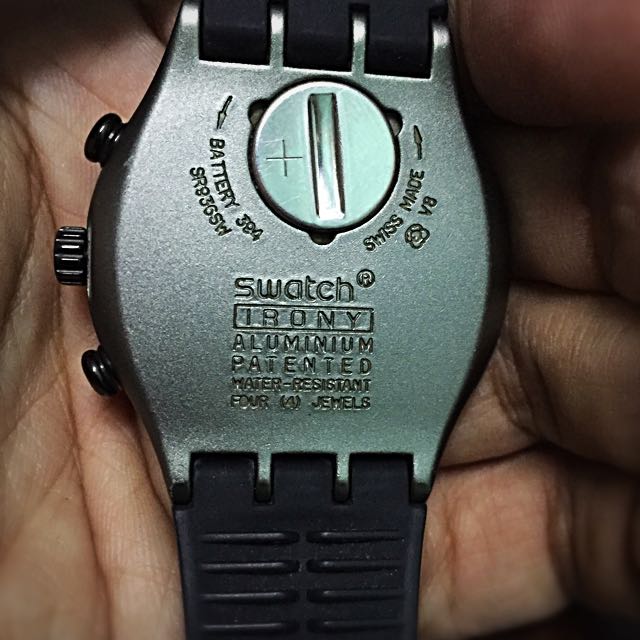 ← BATTERY 394
SR936SW
SWISS MADE →
V8
swatch®
IRONY
ALUMINIUM
PATENTED
WATER-RESISTANT
FOUR (4) JEWELS
+